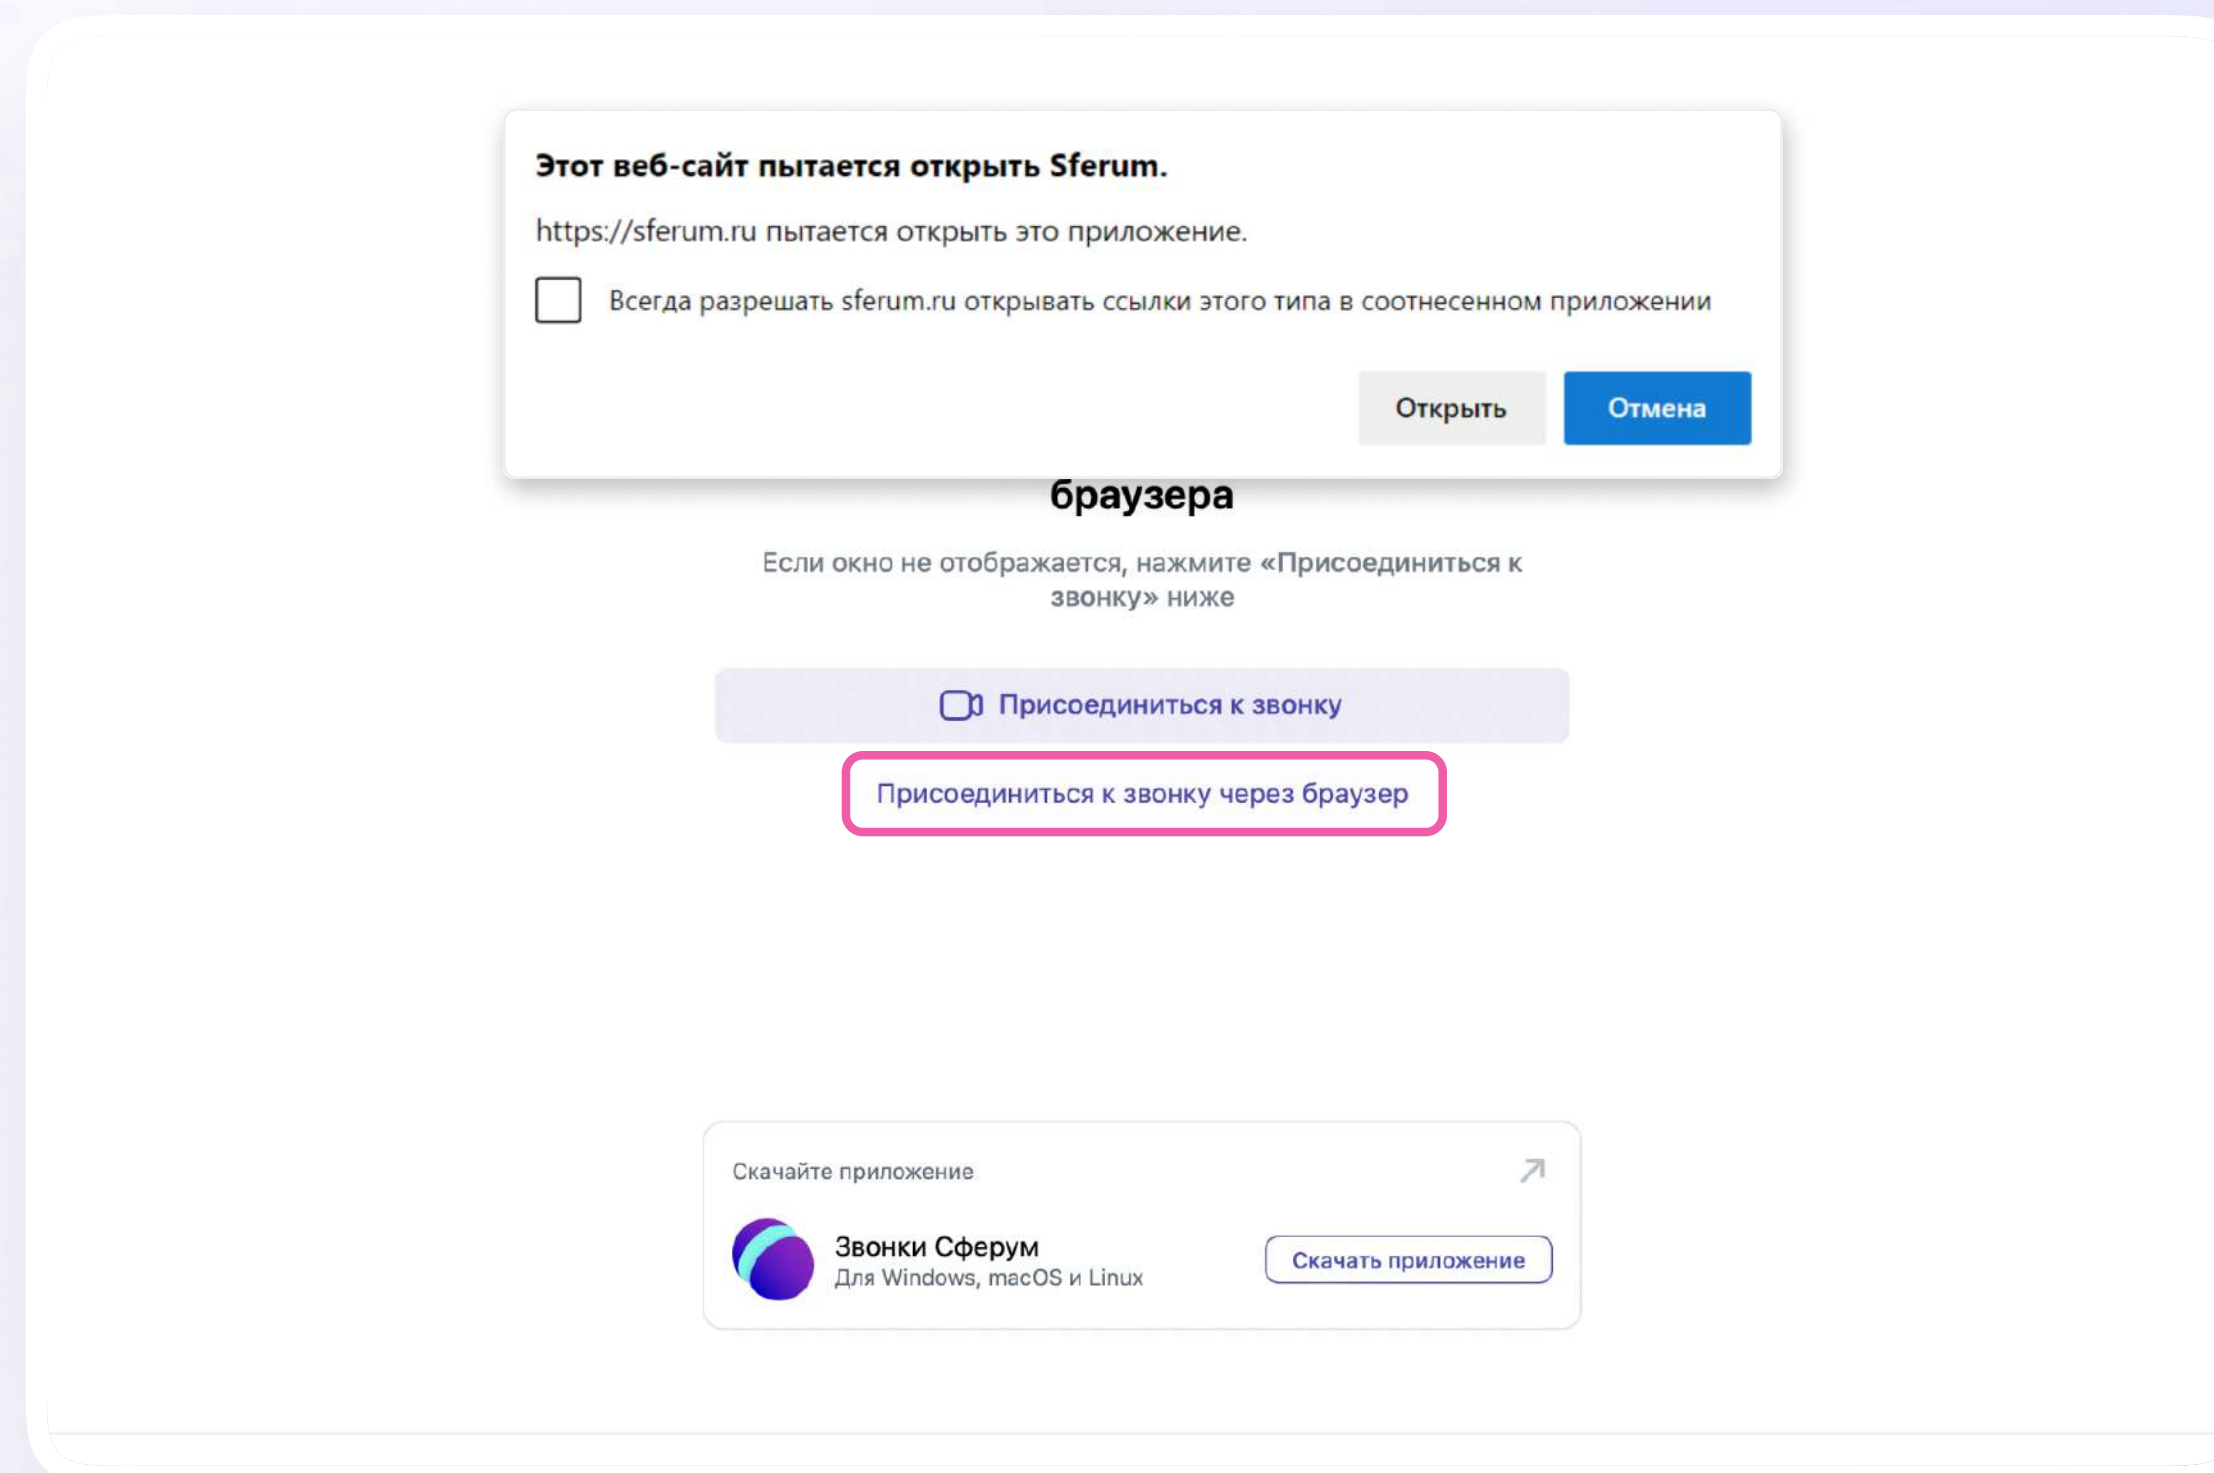 Этот веб-сайт пытается открыть Sferum.
https://sferum.ru пытается открыть это приложение.
Всегда разрешать sferum.ru открывать ссылки этого типа в соотнесенном приложении
Открыть
Отмена
браузера
Если окно не отображается, нажмите «Присоединиться к
звонку» ниже
Присоединиться к звонку
Присоединиться к звонку через браузер
Скачайте приложение
Звонки Сферум
Для Windows, macOS и Linux
Скачать приложение